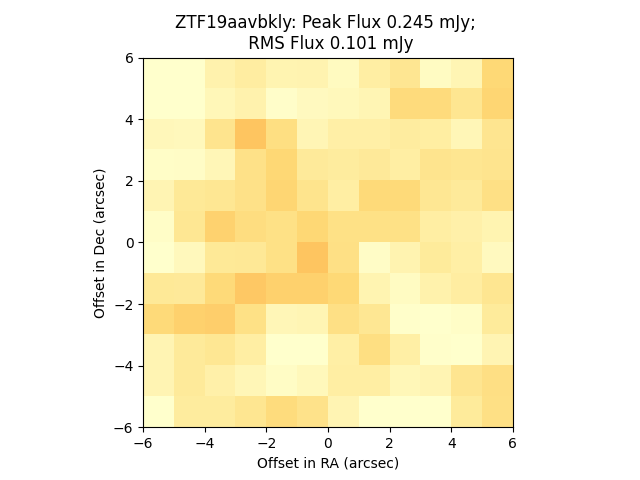 ZTF19aavbkly: Peak Flux 0.245 mJy;
RMS Flux 0.101 mJy
6
4
2
0
−2
−4
−6
Offset in Dec (arcsec)
−6 −4 −2 0 2 4 6
Offset in RA (arcsec)